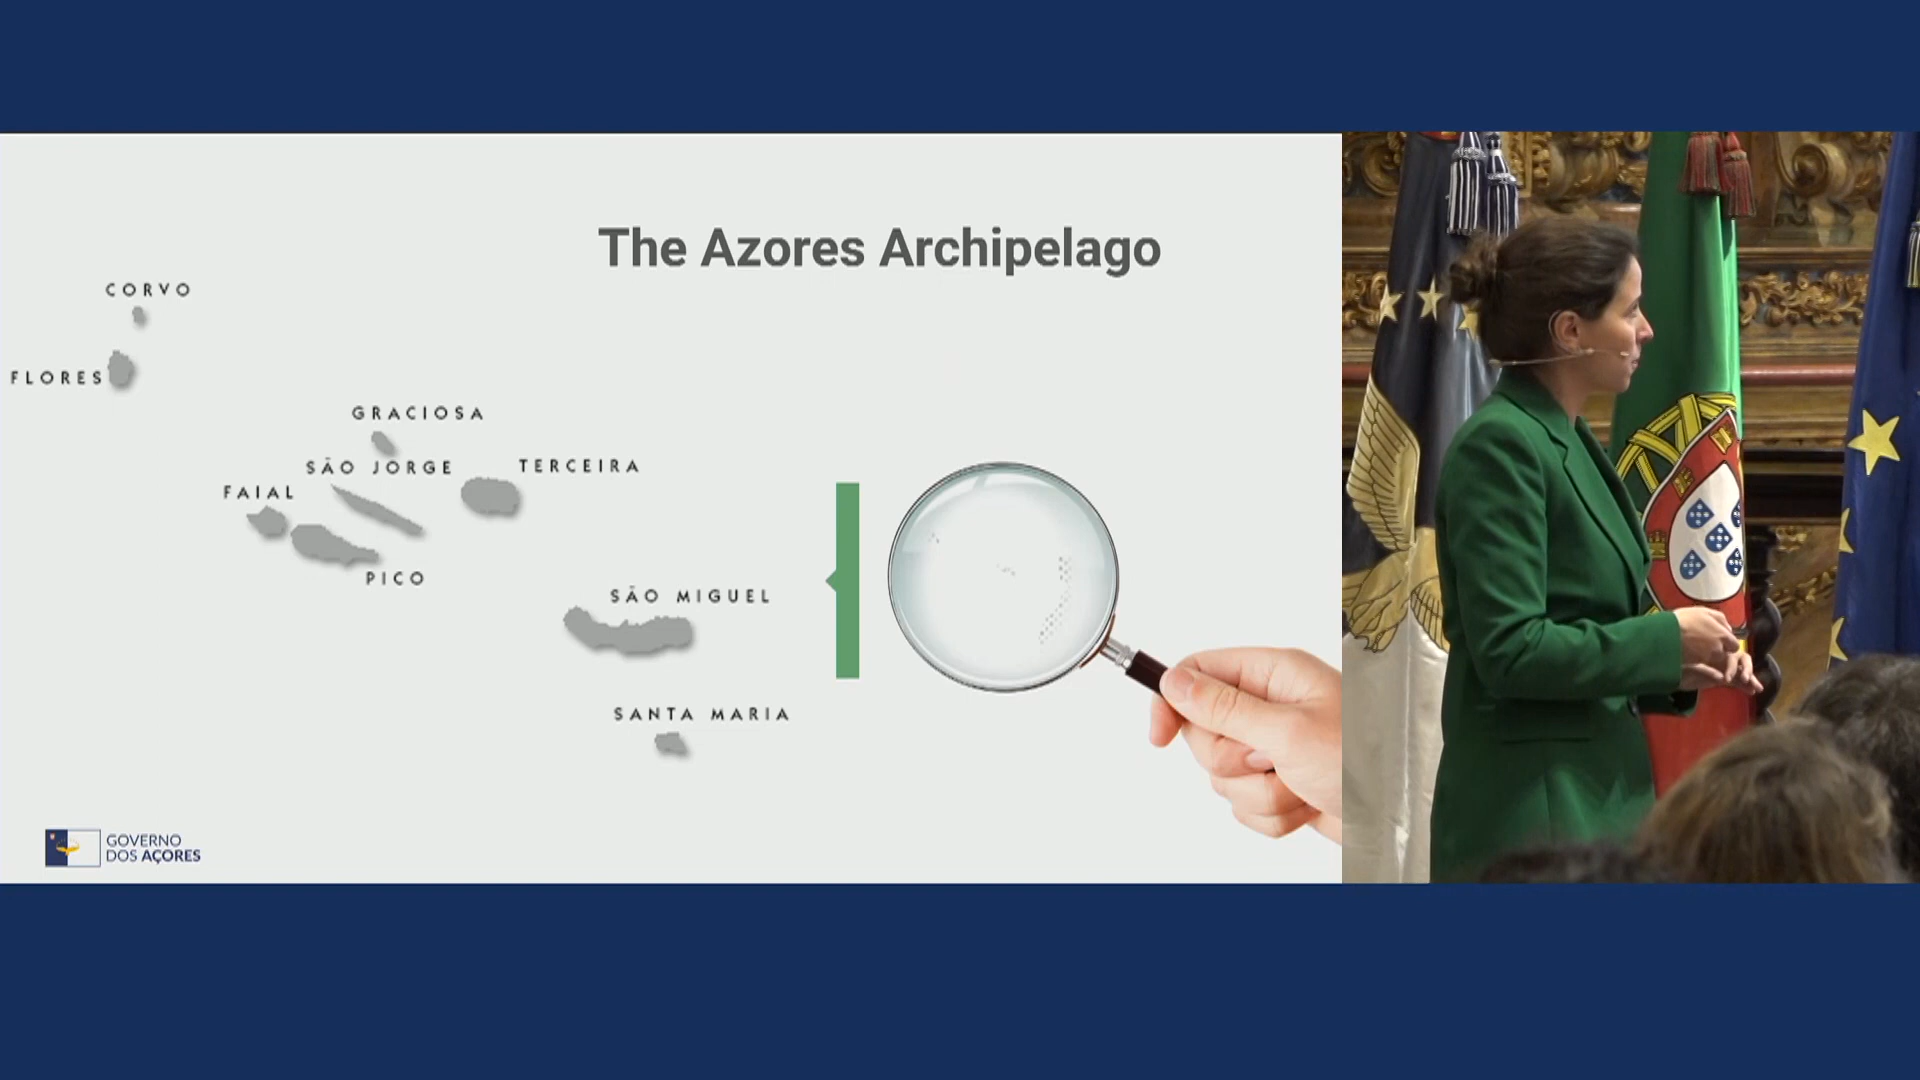 The Azores Archipelago
CORVO
FLORES
GRACIOSA
SÃO JORGE
TERCEIRA
FAIAL
PICO
SÃO MIGUEL
SANTA MARIA
GOVERNO
DOS AÇORES